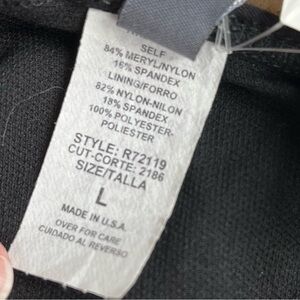 SELF
84% MERYL/NYLON
16% SPANDEX
LINING/FORRO
82% NYLON-NILON
18% SPANDEX
100% POLYESTER-
POLIESTER
STYLE: R72119
CUT-CORTE: 2186
SIZE/TALLA
L
MADE IN U.S.A.
OVER FOR CARE
CUIDADO AL REVERSO